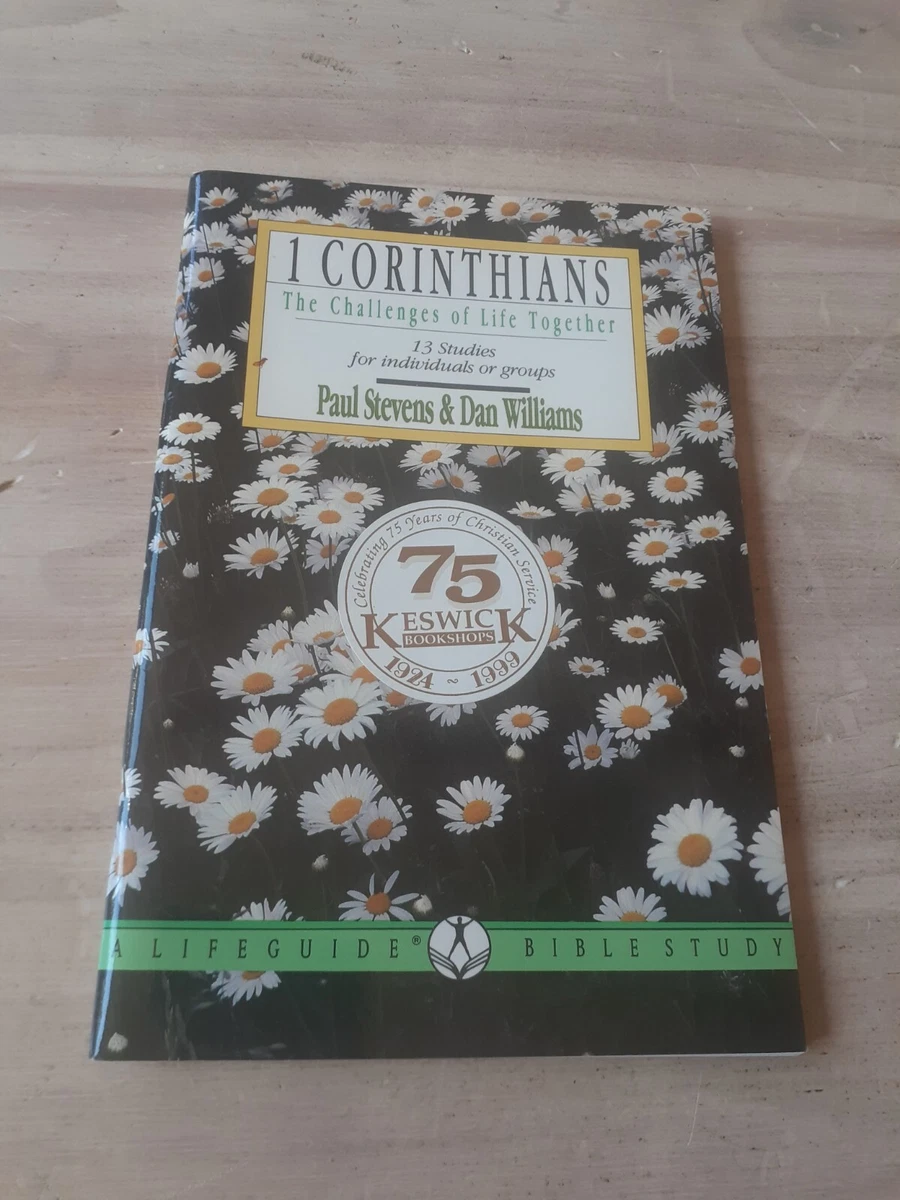 1 CORINTHIANS
The Challenges of Life Together
13 Studies
for individuals or groups
Paul Stevens & Dan Williams
Celebrating 75 Years of Christian Service
75
KESWICK
BOOKSHOPS
1924 ~ 1999
A LIFEGUIDE® BIBLE STUDY